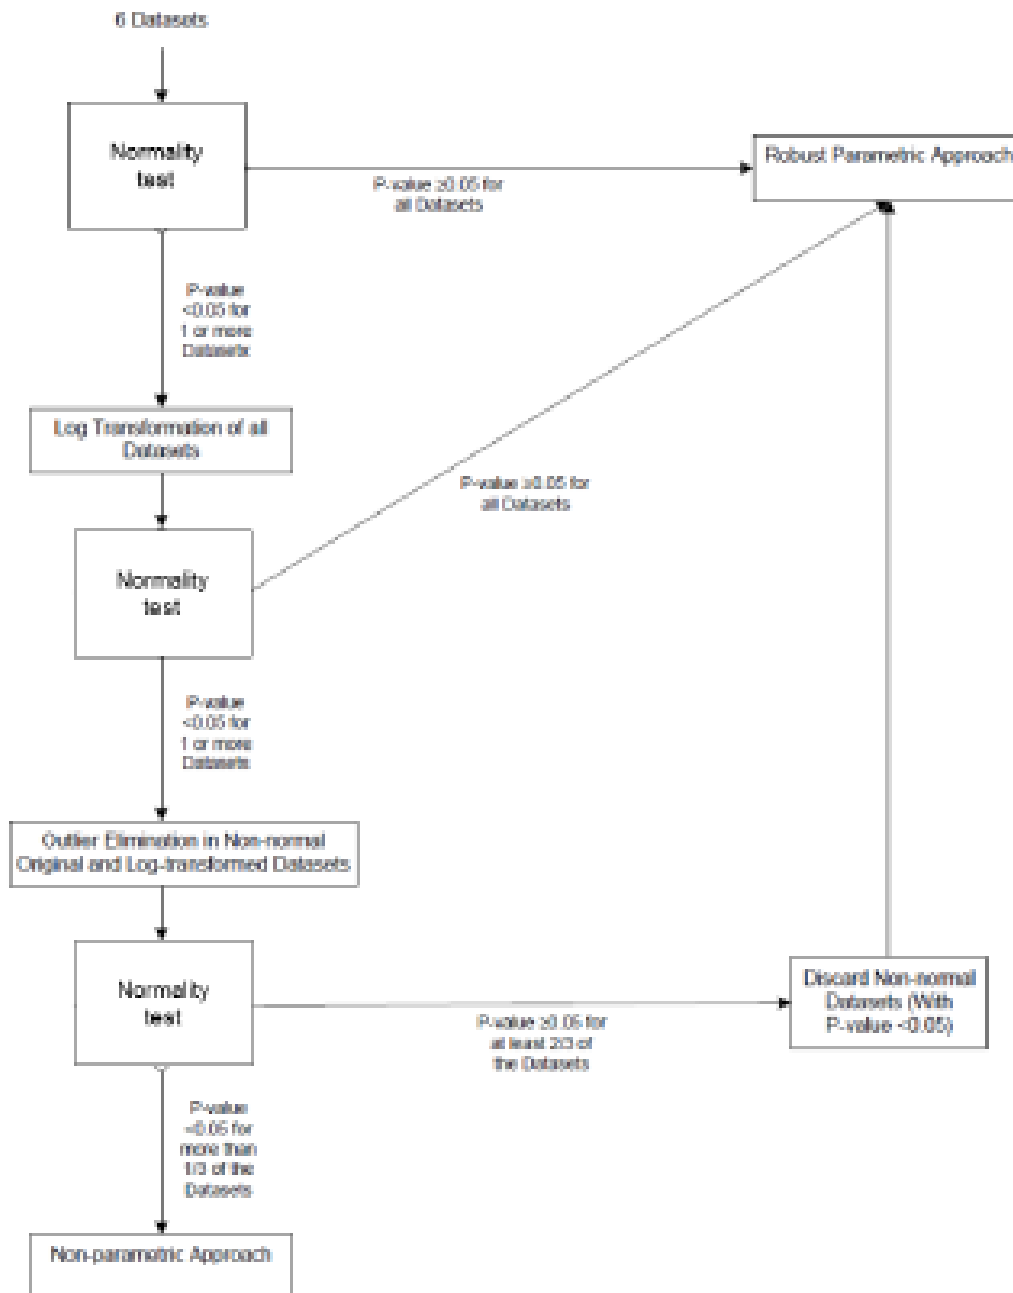 6 Datasets
Normality
test
Robust Parametric Approach
P-value ≥0.05 for
all Datasets
P-value
<0.05 for
1 or more
Datasets
Log Transformation of all
Datasets
P-value ≥0.05 for
all Datasets
Normality
test
P-value
<0.05 for
1 or more
Datasets
Outlier Elimination in Non-normal
Original and Log-transformed Datasets
Normality
test
P-value ≥0.05 for
at least 2/3 of
the Datasets
Discard Non-normal
Datasets (With
P-value <0.05)
P-value
<0.05 for
more than
1/3 of the
Datasets
Non-parametric Approach